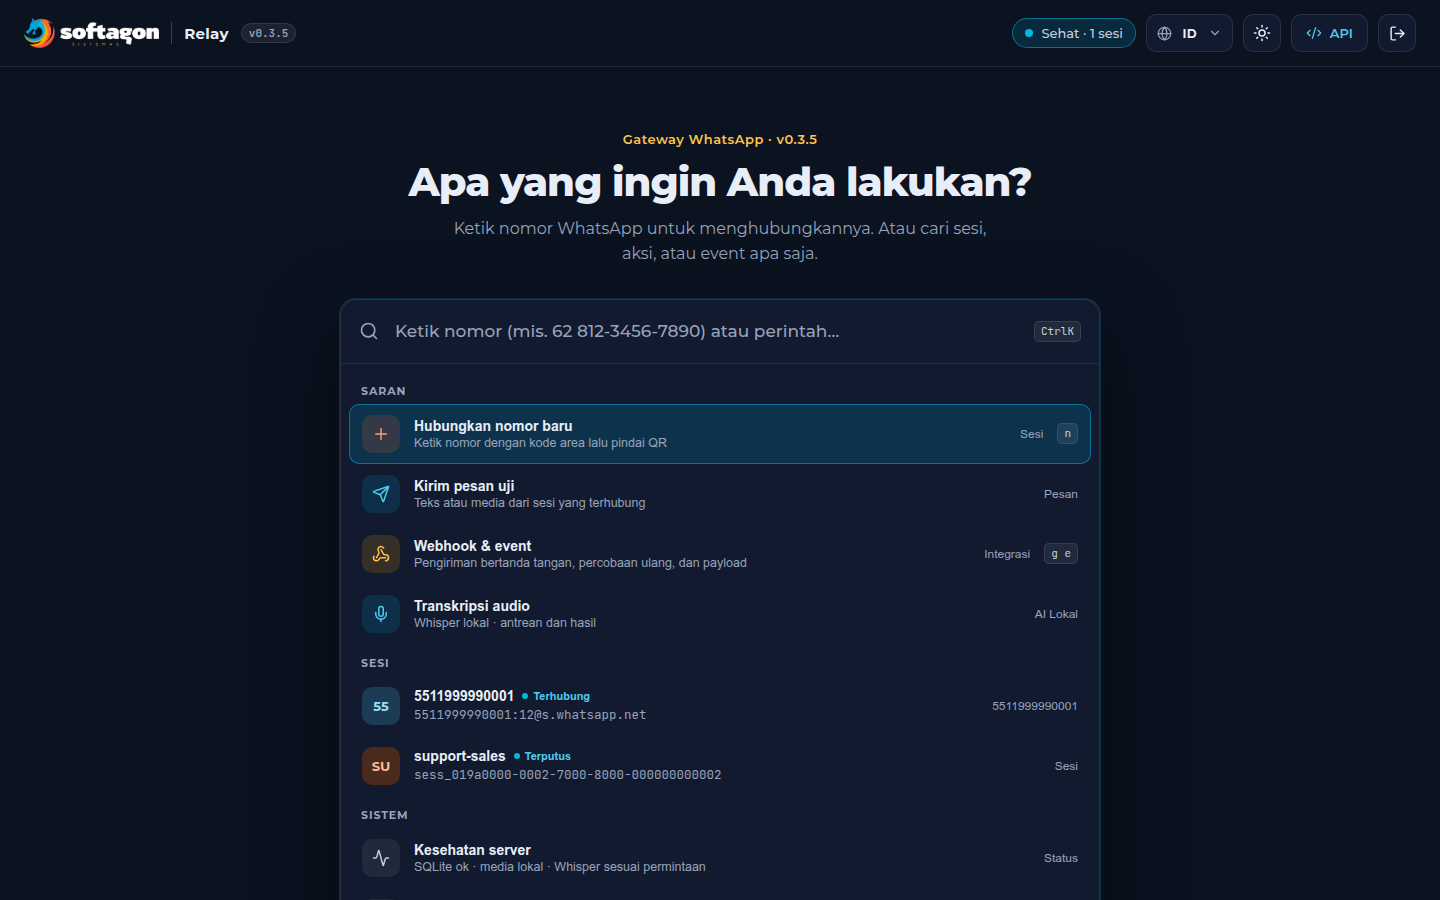 softagon
SISTEMAS
Relay
v0.3.5
Sehat · 1 sesi
ID
API
Gateway WhatsApp · v0.3.5
Apa yang ingin Anda lakukan?
Ketik nomor WhatsApp untuk menghubungkannya. Atau cari sesi,
aksi, atau event apa saja.
Ketik nomor (mis. 62 812-3456-7890) atau perintah...
CtrlK
SARAN
Hubungkan nomor baru
Ketik nomor dengan kode area lalu pindai QR
Sesi
n
Kirim pesan uji
Teks atau media dari sesi yang terhubung
Pesan
Webhook & event
Pengiriman bertanda tangan, percobaan ulang, dan payload
Integrasi
g e
Transkripsi audio
Whisper lokal · antrean dan hasil
AI Lokal
SESI
55
5511999990001
Terhubung
5511999990001:12@s.whatsapp.net
5511999990001
SU
support-sales
Terputus
sess_019a0000-0002-7000-8000-000000000002
Sesi
SISTEM
Kesehatan server
SQLite ok · media lokal · Whisper sesuai permintaan
Status